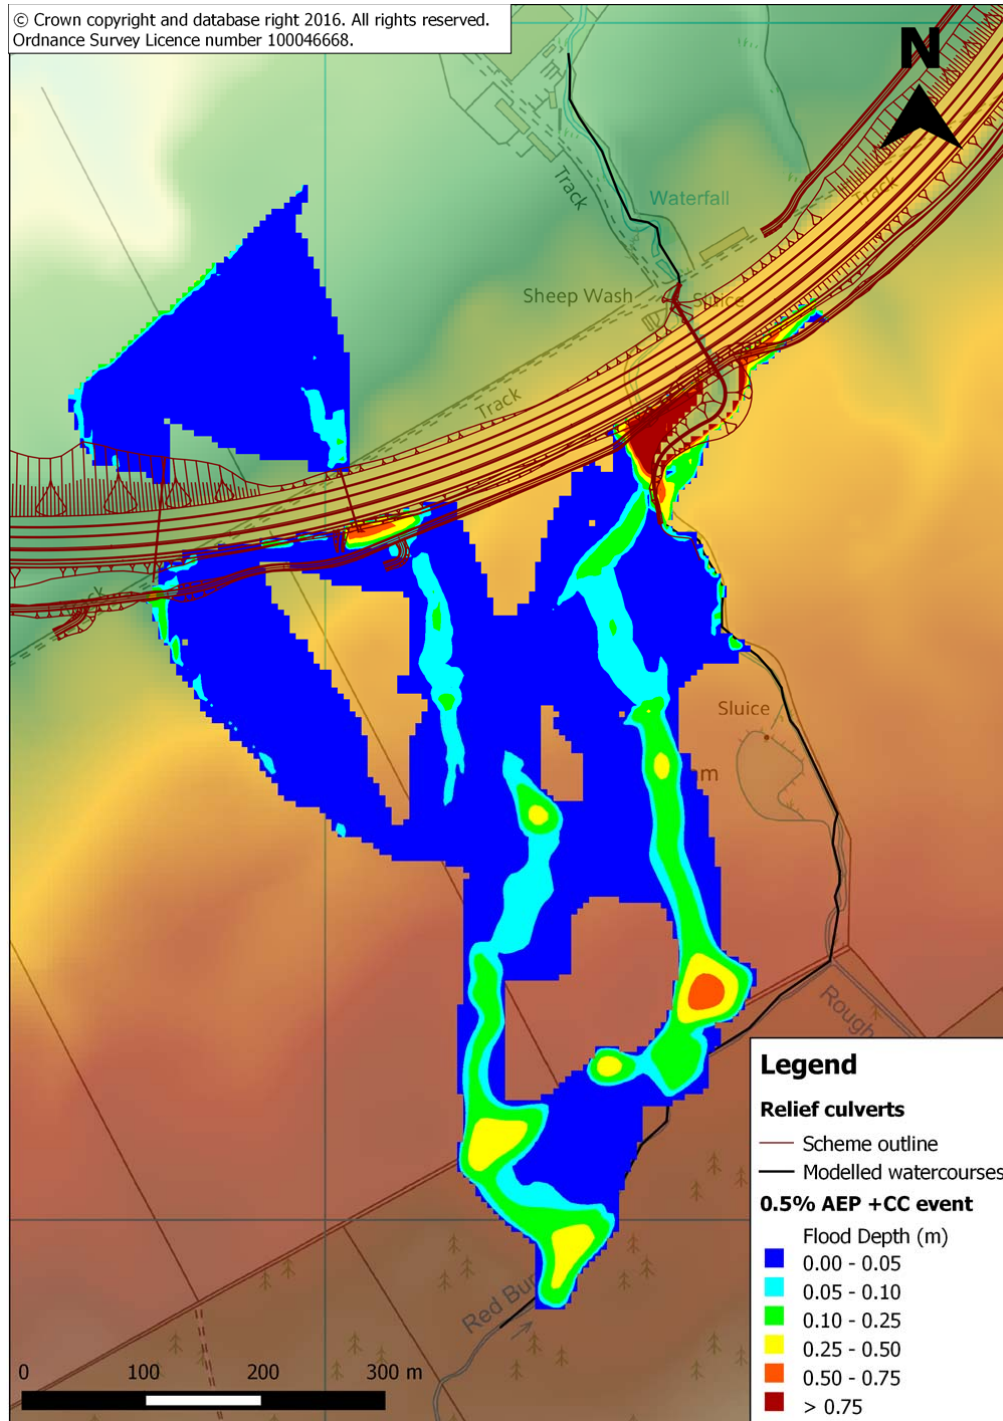 © Crown copyright and database right 2016. All rights reserved.
Ordnance Survey Licence number 100046668.
N
Track
Track
Waterfall
Sheep Wash
Sluice
Track
Sluice
Rough
Red Bur
Legend
Relief culverts
Scheme outline
Modelled watercourses
0.5% AEP +CC event
Flood Depth (m)
0.00 - 0.05
0.05 - 0.10
0.10 - 0.25
0.25 - 0.50
0.50 - 0.75
> 0.75
0 100 200 300 m